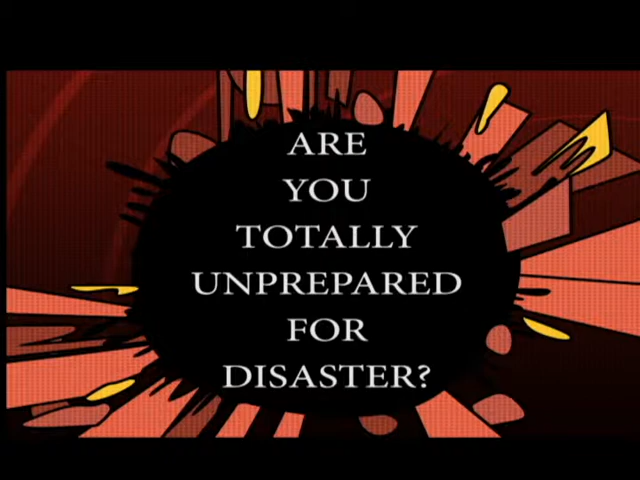 ARE
YOU
TOTALLY
UNPREPARED
FOR
DISASTER?